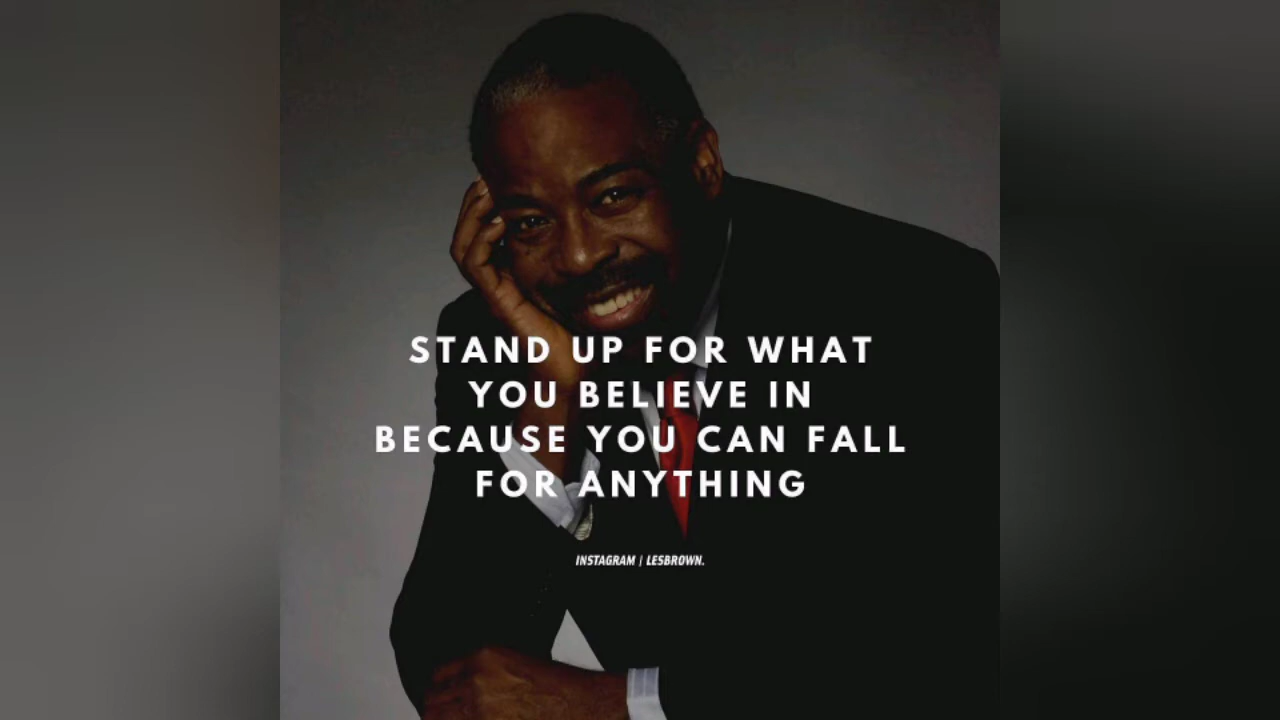 STAND UP FOR WHAT
YOU BELIEVE IN
BECAUSE YOU CAN FALL
FOR ANYTHING
INSTAGRAM | LESBROWN.